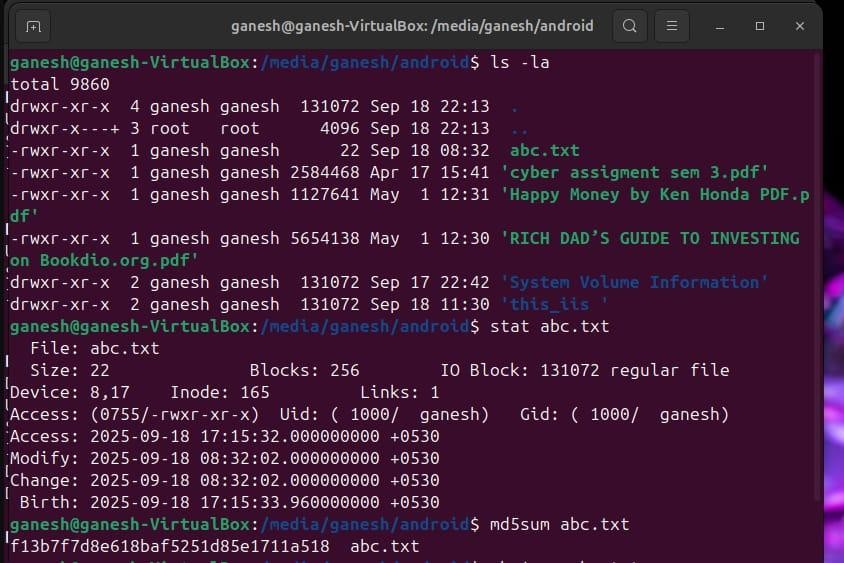 ganesh@ganesh-VirtualBox: /media/ganesh/android
ganesh@ganesh-VirtualBox:/media/ganesh/android$ ls -la
total 9860
drwxr-xr-x  4 ganesh ganesh  131072 Sep 18 22:13  .
drwxr-x---+ 3 root   root      4096 Sep 18 22:13  ..
-rwxr-xr-x  1 ganesh ganesh      22 Sep 18 08:32  abc.txt
-rwxr-xr-x  1 ganesh ganesh 2584468 Apr 17 15:41 'cyber assigment sem 3.pdf'
-rwxr-xr-x  1 ganesh ganesh 1127641 May  1 12:31 'Happy Money by Ken Honda PDF.p
df'
-rwxr-xr-x  1 ganesh ganesh 5654138 May  1 12:30 'RICH DAD’S GUIDE TO INVESTING
on Bookdio.org.pdf'
drwxr-xr-x  2 ganesh ganesh  131072 Sep 17 22:42 'System Volume Information'
drwxr-xr-x  2 ganesh ganesh  131072 Sep 18 11:30 'this_iis '
ganesh@ganesh-VirtualBox:/media/ganesh/android$ stat abc.txt
  File: abc.txt
  Size: 22              Blocks: 256        IO Block: 131072 regular file
Device: 8,17    Inode: 165         Links: 1
Access: (0755/-rwxr-xr-x)  Uid: ( 1000/  ganesh)   Gid: ( 1000/  ganesh)
Access: 2025-09-18 17:15:32.000000000 +0530
Modify: 2025-09-18 08:32:02.000000000 +0530
Change: 2025-09-18 08:32:02.000000000 +0530
 Birth: 2025-09-18 17:15:33.960000000 +0530
ganesh@ganesh-VirtualBox:/media/ganesh/android$ md5sum abc.txt
f13b7f7d8e618baf5251d85e1711a518  abc.txt